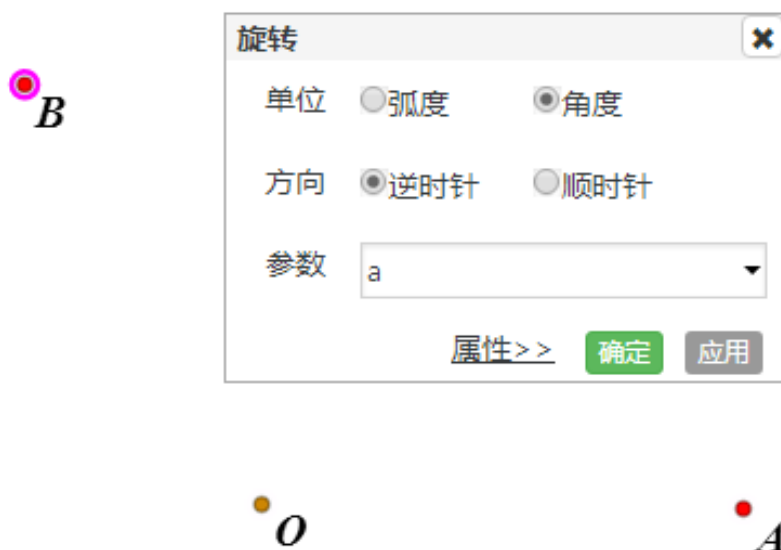 旋转
B
单位 弧度 角度
方向 逆时针 顺时针
参数 a
属性>> 确定 应用
O
A